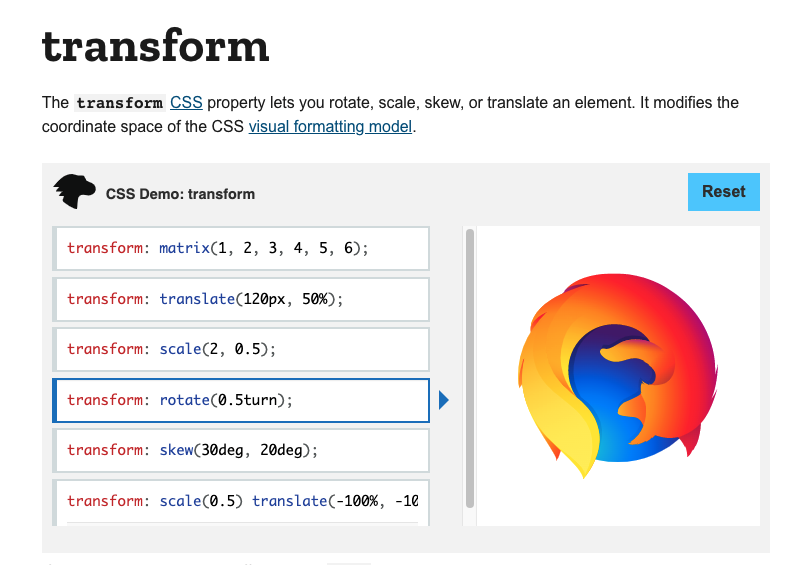 transform
The transform CSS property lets you rotate, scale, skew, or translate an element. It modifies the
coordinate space of the CSS visual formatting model.
CSS Demo: transform
Reset
transform: matrix(1, 2, 3, 4, 5, 6);
transform: translate(120px, 50%);
transform: scale(2, 0.5);
transform: rotate(0.5turn);
transform: skew(30deg, 20deg);
transform: scale(0.5) translate(-100%, -10